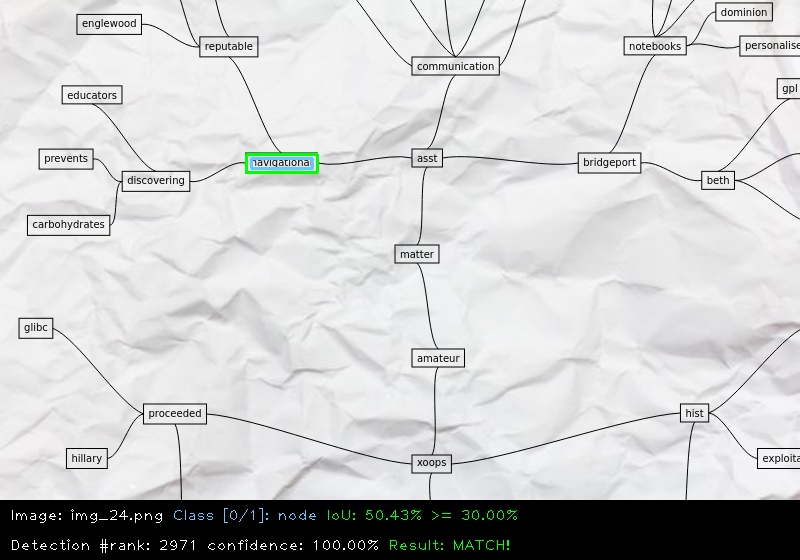 dominion
englewood
reputable
notebooks
personalise
communication
gpl
educators
prevents
navigational
asst
bridgeport
discovering
beth
carbohydrates
matter
glibc
amateur
proceeded
hist
hillary
xoops
exploita
Image: img_24.png Class [0/1]: node IoU: 50.43% >= 30.00%
Detection #rank: 2971 confidence: 100.00% Result: MATCH!